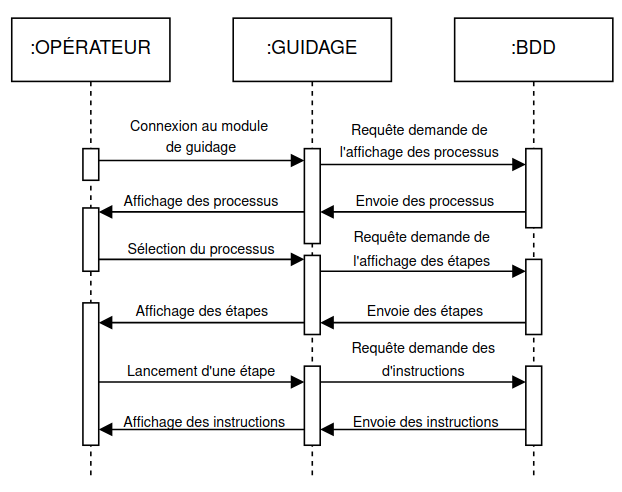 :OPÉRATEUR
:GUIDAGE
:BDD
Connexion au module
de guidage
Requête demande de
l'affichage des processus
Affichage des processus
Envoie des processus
Sélection du processus
Requête demande de
l'affichage des étapes
Affichage des étapes
Envoie des étapes
Lancement d'une étape
Requête demande des
d'instructions
Affichage des instructions
Envoie des instructions